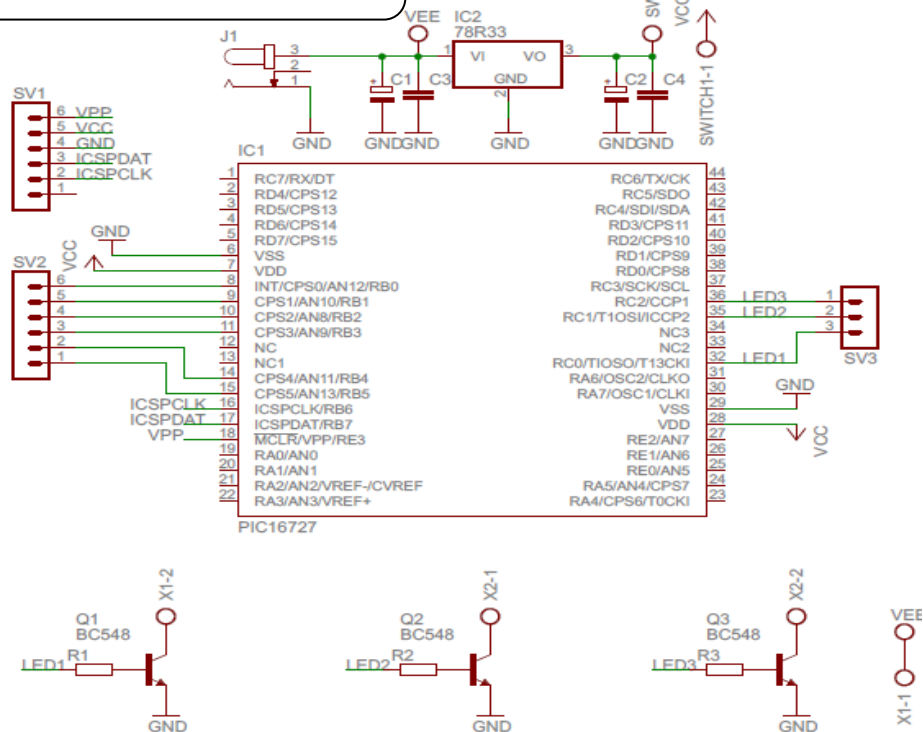 VEE
IC2
78R33
SW
VCC
J1
3
2
1
1
VI
VO
3
GND
2
C1
C3
C2
C4
SWITCH1-1
GND
GND
GND
GND
GND
GND
SV1
6
VPP
5
VCC
4
GND
3
ICSPDAT
2
ICSPCLK
1
IC1
1 RC7/RX/DT
2 RD4/CPS12
3 RD5/CPS13
4 RD6/CPS14
5 RD7/CPS15
6 VSS
7 VDD
8 INT/CPS0/AN12/RB0
9 CPS1/AN10/RB1
10 CPS2/AN8/RB2
11 CPS3/AN9/RB3
12 NC
13 NC1
14 CPS4/AN11/RB4
15 CPS5/AN13/RB5
16 ICSPCLK/RB6
17 ICSPDAT/RB7
18 MCLR/VPP/RE3
19 RA0/AN0
20 RA1/AN1
21 RA2/AN2/VREF-/CVREF
22 RA3/AN3/VREF+
RC6/TX/CK 44
RC5/SDO 43
RC4/SDI/SDA 42
RD3/CPS11 41
RD2/CPS10 40
RD1/CPS9 39
RD0/CPS8 38
RC3/SCK/SCL 37
RC2/CCP1 36
RC1/T1OSI/ICCP2 35
NC3 34
NC2 33
RC0/TIOSO/T13CKI 32
RA6/OSC2/CLKO 31
RA7/OSC1/CLKI 30
VSS 29
VDD 28
RE2/AN7 27
RE1/AN6 26
RE0/AN5 25
RA5/AN4/CPS7 24
RA4/CPS6/T0CKI 23
PIC16727
GND
VCC
SV2
6
5
4
3
2
1
ICSPCLK
ICSPDAT
VPP
LED3
1
LED2
2
3
LED1
SV3
GND
VCC
X1-2
Q1
BC548
LED1
R1
GND
X2-1
Q2
BC548
LED2
R2
GND
X2-2
Q3
BC548
LED3
R3
GND
VEE
X1-1